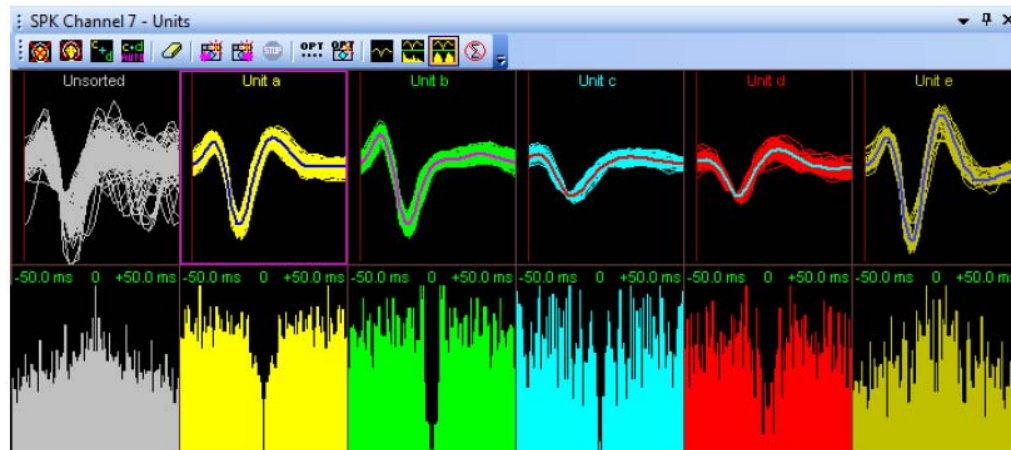 SPK Channel 7 - Units
C+d C+d AUTO STOP OPT OPT
Unsorted Unit a Unit b Unit c Unit d Unit e
-50.0 ms 0 +50.0 ms -50.0 ms 0 +50.0 ms -50.0 ms 0 +50.0 ms -50.0 ms 0 +50.0 ms -50.0 ms 0 +50.0 ms -50.0 ms 0 +50.0 ms